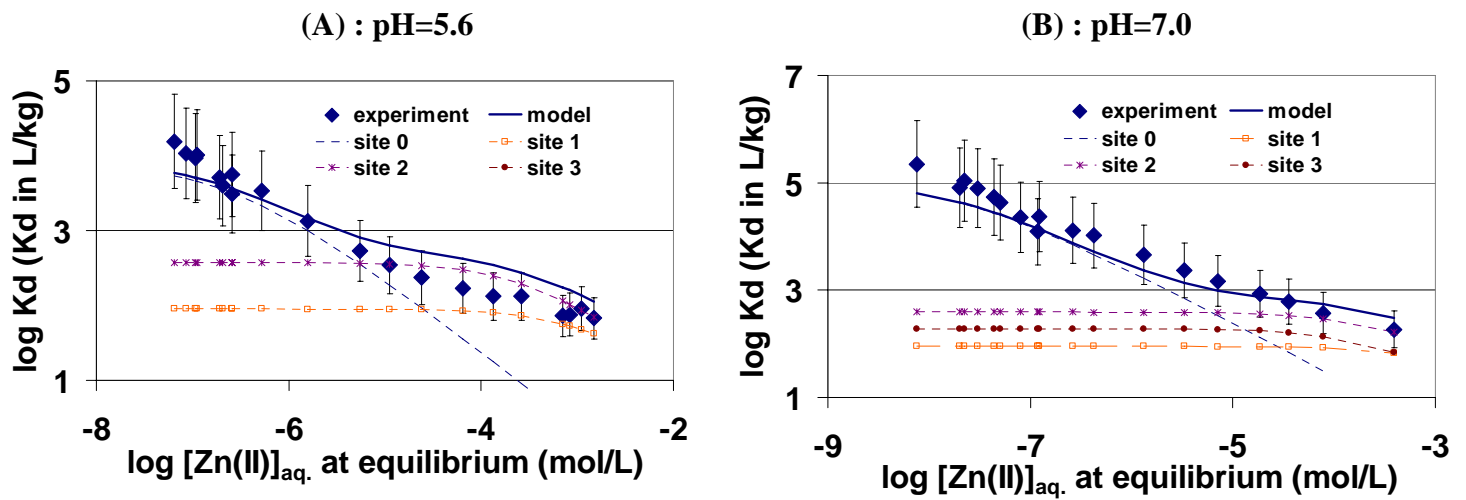 (A) : pH=5.6
5
3
1
log Kd (Kd in L/kg)
experiment
model
site 0
site 1
site 2
site 3
-8
-6
-4
-2
log [Zn(II)]aq. at equilibrium (mol/L)
(B) : pH=7.0
7
5
3
1
log Kd (Kd in L/kg)
experiment
model
site 0
site 1
site 2
site 3
-9
-7
-5
-3
log [Zn(II)]aq. at equilibrium (mol/L)